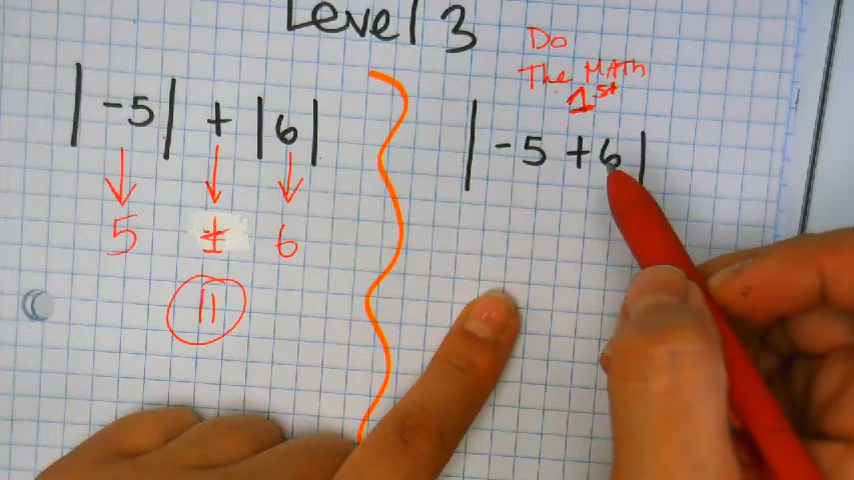 Level 3
|-5| + |6|
5 + 6
11
Do
The MATH
1st
|-5 + 6|